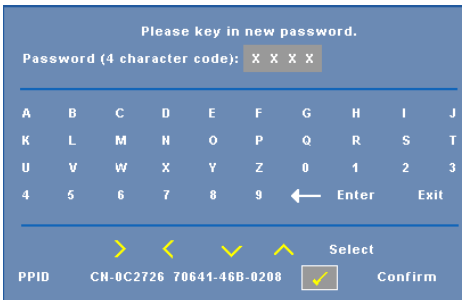 Please key in new password.
Password (4 character code): X X X X
A B C D E F G H I J
K L M N O P Q R S T
U V W X Y Z 0 1 2 3
4 5 6 7 8 9 ← Enter Exit
> < ∨ ∧ Select
PPID CN-0C2726 70641-46B-0208 ✓ Confirm